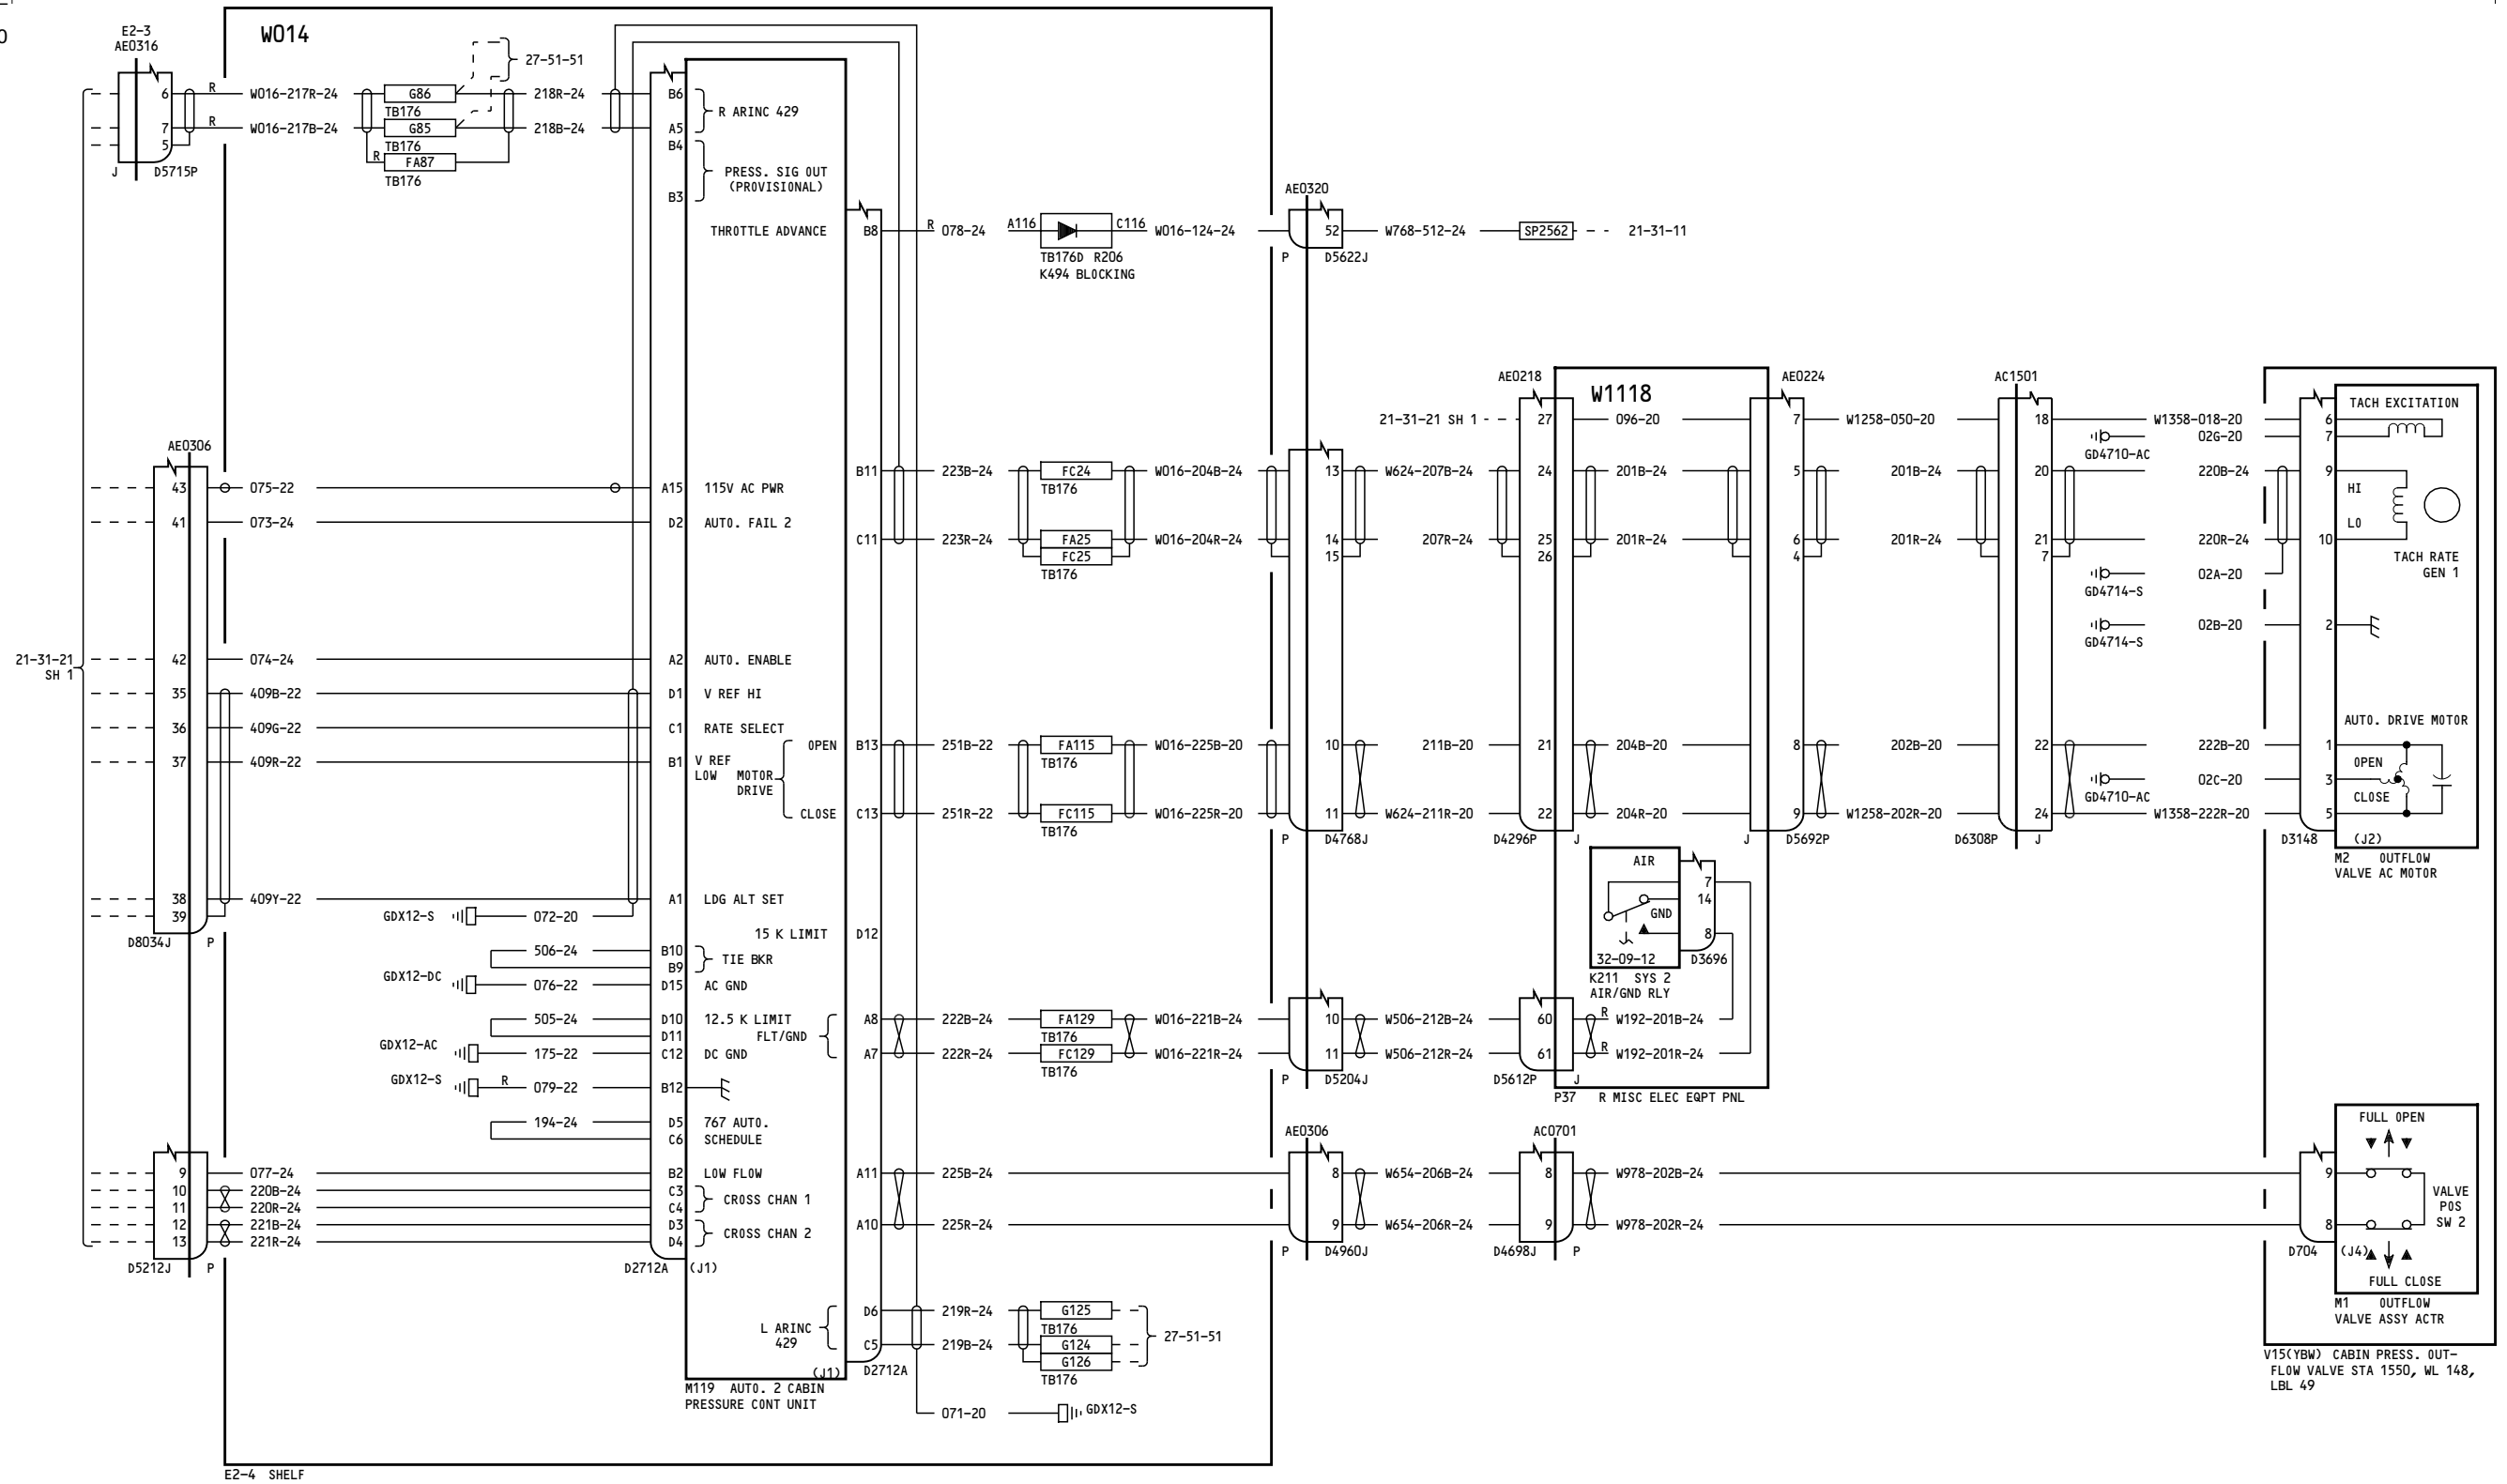 0
E2-3
AE0316
W014
27-51-51
6 R W016-217R-24 G86 218R-24 B6
TB176
R ARINC 429
7 R W016-217B-24 G85 218B-24 A5
TB176
5 B4
R FA87
J D5715P TB176
PRESS. SIG OUT
(PROVISIONAL)
B3
THROTTLE ADVANCE B8 R 078-24 A116 C116 W016-124-24
TB176D R206
K494 BLOCKING
AE0320
52 W768-512-24 SP2562 21-31-11
P D5622J
AE0218
W1118
AE0224
AC1501
21-31-21 SH 1 27 096-20 7 W1258-050-20 18 W1358-018-20 6
TACH EXCITATION
GD4710-AC 02G-20 7
AE0306
B11 223B-24 FC24 W016-204B-24 13 W624-207B-24 24 201B-24 5 201B-24 20 220B-24 9
TB176
HI
LO
43 075-22 A15 115V AC PWR
41 073-24 D2 AUTO. FAIL 2
C11 223R-24 FA25 W016-204R-24 14 207R-24 25 201R-24 6 201R-24 21 220R-24 10
FC25 15 26 4 7
TB176
TACH RATE
GEN 1
GD4714-S 02A-20
GD4714-S 02B-20 2
21-31-21
SH 1
42 074-24 A2 AUTO. ENABLE
35 409B-22 D1 V REF HI
36 409G-22 C1 RATE SELECT
37 409R-22 B1 V REF
LOW
MOTOR
DRIVE
AUTO. DRIVE MOTOR
OPEN B13 251B-22 FA115 W016-225B-20 10 211B-20 21 204B-20 8 202B-20 22 222B-20 1
TB176
OPEN
GD4710-AC 02C-20 3
CLOSE
CLOSE C13 251R-22 FC115 W016-225R-20 11 W624-211R-20 22 204R-20 9 W1258-202R-20 24 W1358-222R-20 5
TB176
P D4768J D4296P J J D5692P D6308P J D3148 (J2)
M2 OUTFLOW
VALVE AC MOTOR
38 409Y-22 A1 LDG ALT SET
39
GDX12-S 072-20
D8034J P
15 K LIMIT D12
506-24 B10
B9
TIE BKR
GDX12-DC 076-22 D15 AC GND
AIR
7
14
GND
8
32-09-12 D3696
K211 SYS 2
AIR/GND RLY
505-24 D10 12.5 K LIMIT
D11
FLT/GND
GDX12-AC 175-22 C12 DC GND
A8 222B-24 FA129 W016-221B-24 10 W506-212B-24 60 R W192-201B-24
TB176
A7 222R-24 FC129 W016-221R-24 11 W506-212R-24 61 R W192-201R-24
TB176
P D5204J D5612P J
P37 R MISC ELEC EQPT PNL
GDX12-S R 079-22 B12
194-24 D5 767 AUTO.
C6 SCHEDULE
AE0306
AC0701
FULL OPEN
9 077-24 B2 LOW FLOW
10 220B-24 C3
11 220R-24 C4
CROSS CHAN 1
12 221B-24 D3
13 221R-24 D4
CROSS CHAN 2
D5212J P D2712A (J1)
A11 225B-24 8 W654-206B-24 8 W978-202B-24 9
VALVE
POS
SW 2
A10 225R-24 9 W654-206R-24 9 W978-202R-24 8
P D4960J D4698J P D704 (J4)
FULL CLOSE
M1 OUTFLOW
VALVE ASSY ACTR
L ARINC
429
D6 219R-24 G125
TB176
C5 219B-24 G124
G126
TB176
27-51-51
(J1) D2712A
M119 AUTO. 2 CABIN
PRESSURE CONT UNIT
071-20 GDX12-S
V15(YBW) CABIN PRESS. OUT-
FLOW VALVE STA 1550, WL 148,
LBL 49
E2-4 SHELF